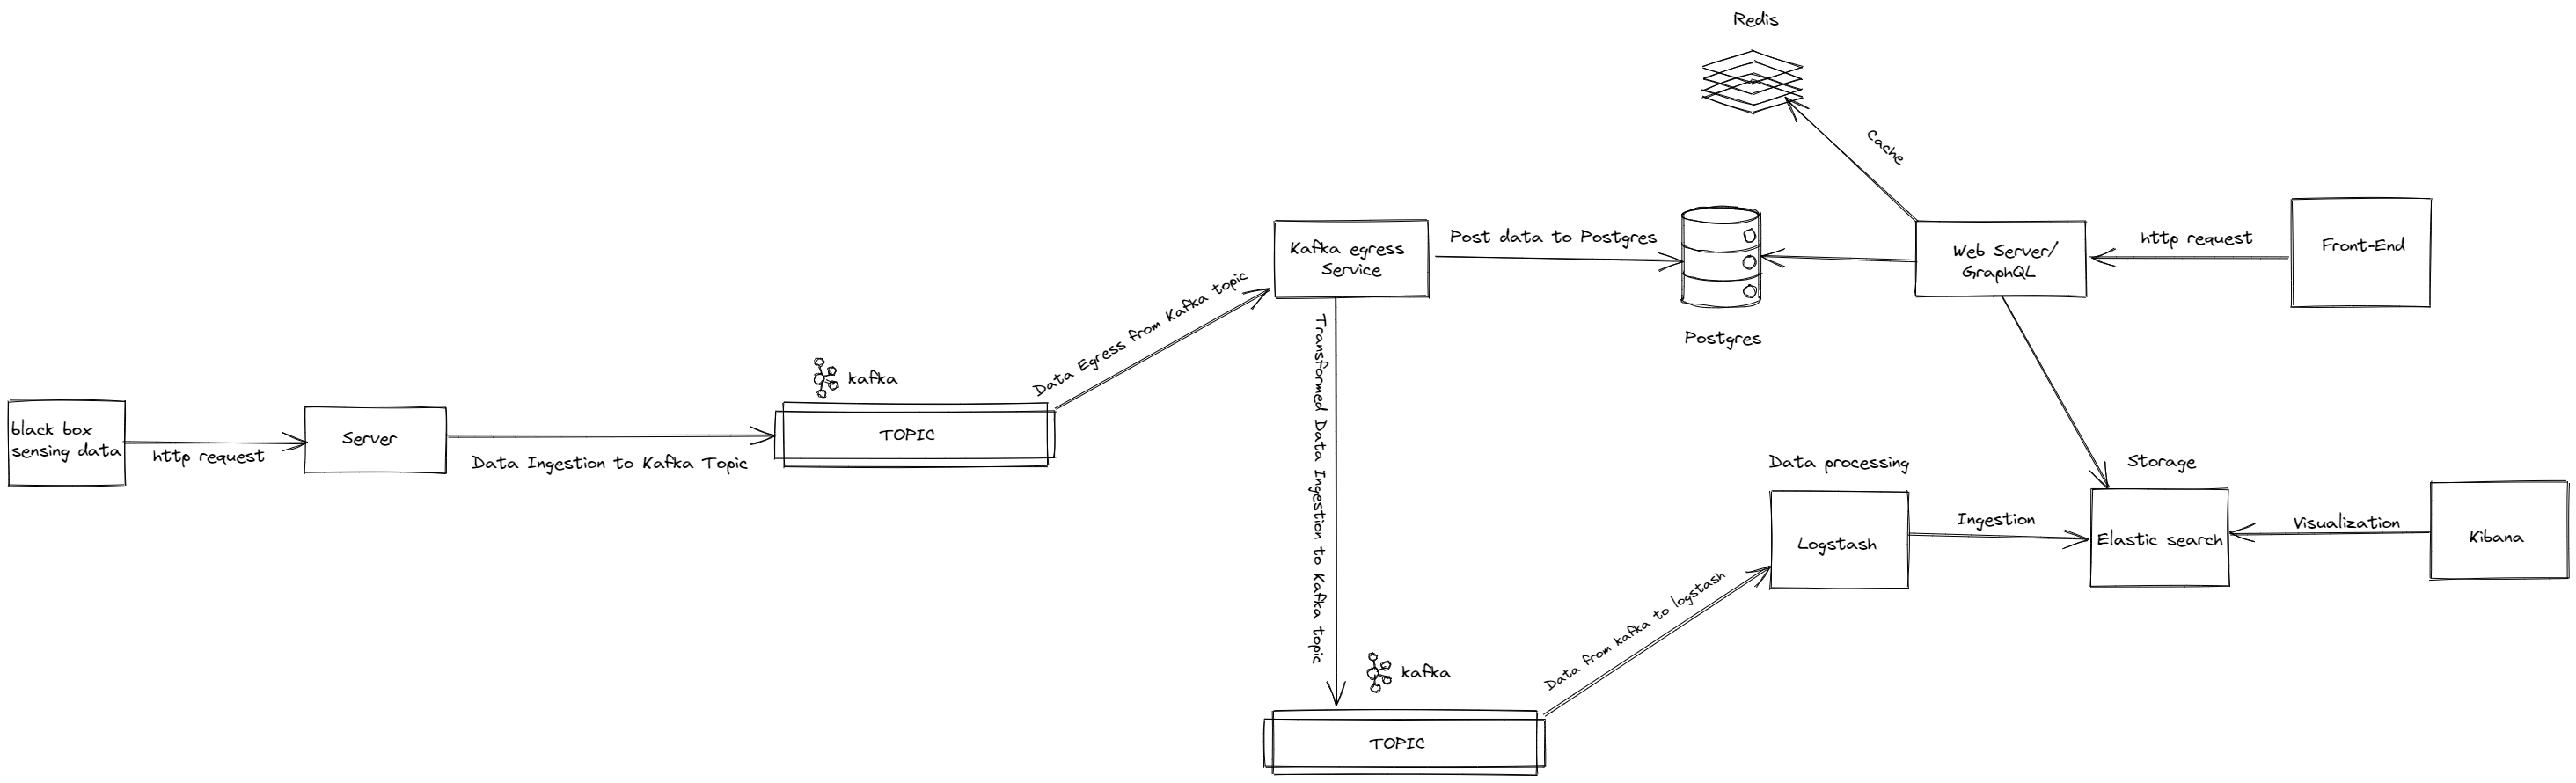 Redis
Cache
Kafka egress
Service
Post data to Postgres
Web Server/
GraphQL
http request
Front-End
Postgres
Data Egress from Kafka topic
kafka
black box
sensing data
http request
Server
Data Ingestion to Kafka Topic
TOPIC
Transformed Data Ingestion to Kafka topic
Data processing
Storage
Logstash
Ingestion
Elastic search
Visualization
Kibana
Data from kafka to logstash
kafka
TOPIC